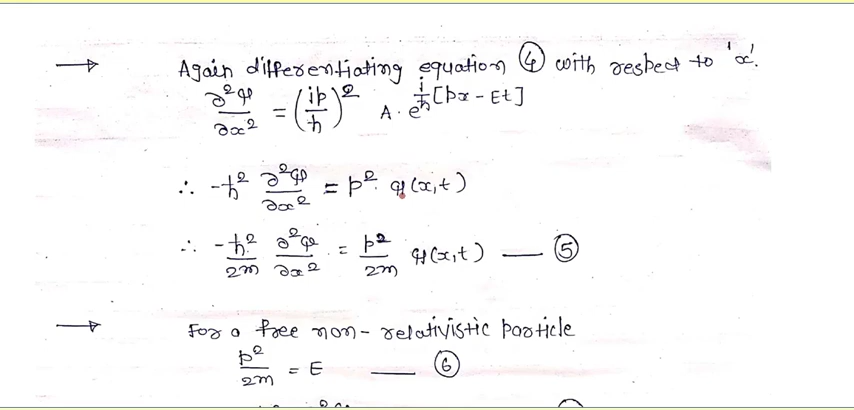 → Again differentiating equation ④ with respect to 'x'.
∂²ψ/∂x² = (ip/ħ)² A · e^(i/ħ [px - Et])
∴ -ħ² ∂²ψ/∂x² = p² · ψ(x,t)
∴ -ħ²/2m ∂²ψ/∂x² = p²/2m ψ(x,t) — ⑤
→ For a free non-relativistic particle
p²/2m = E — ⑥